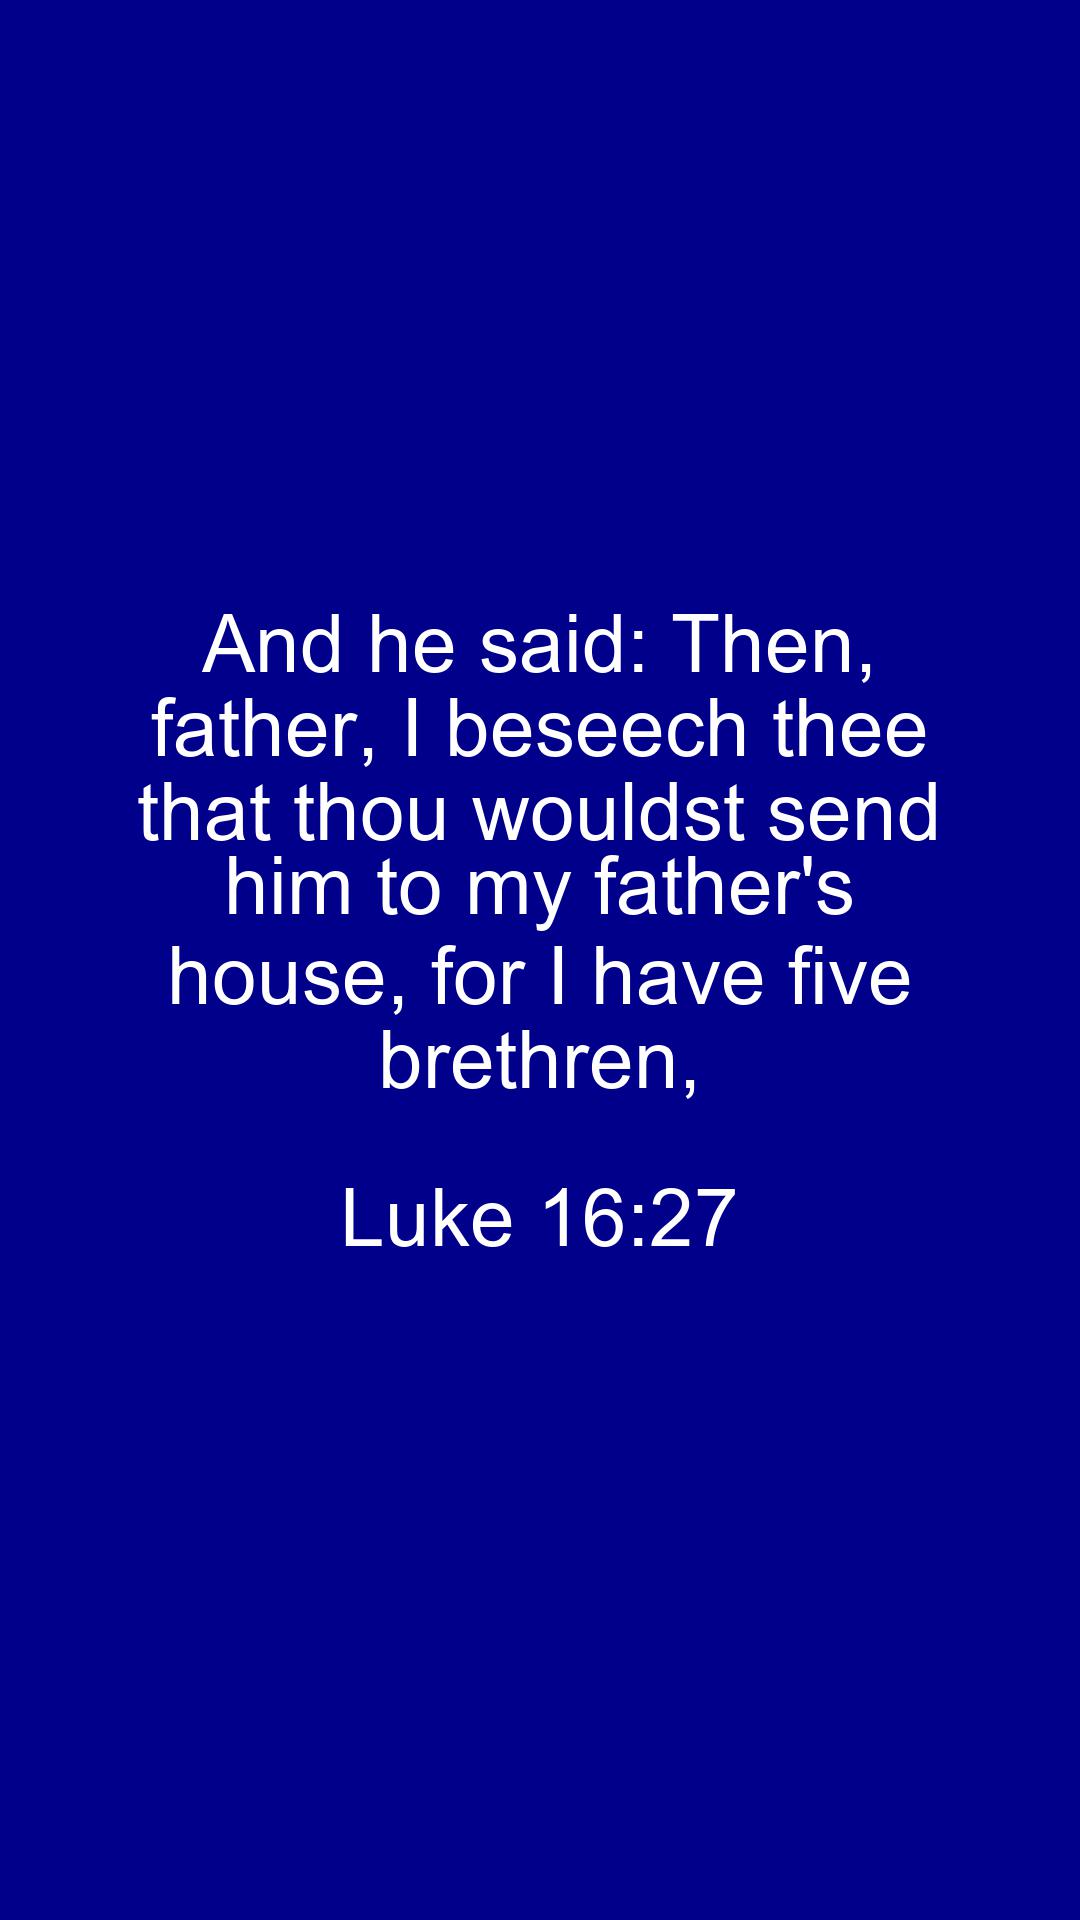 And he said: Then,
father, I beseech thee
that thou wouldst send
him to my father's
house, for I have five
brethren,
Luke 16:27